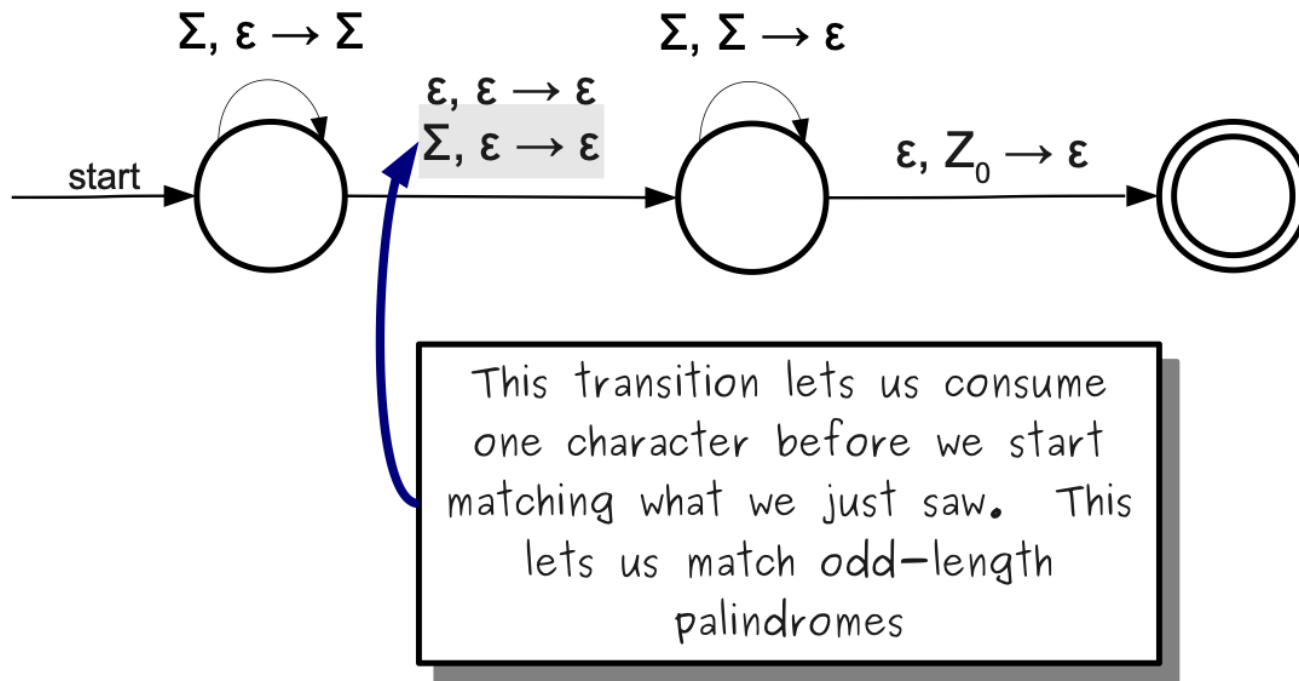 Σ, ε → Σ
Σ, Σ → ε
ε, ε → ε
Σ, ε → ε
ε, Z₀ → ε
start
This transition lets us consume
one character before we start
matching what we just saw. This
lets us match odd-length
palindromes